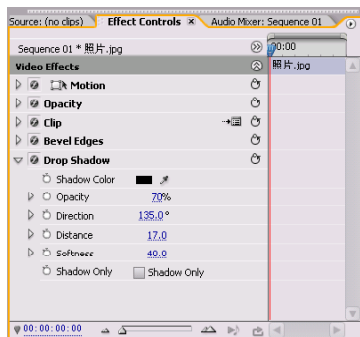 Source: (no clips) Effect Controls × Audio Mixer: Sequence 01
Sequence 01 * 照片.jpg
00:00
Video Effects
照片.jpg
Motion
Opacity
Clip
Bevel Edges
Drop Shadow
Shadow Color
Opacity 70%
Direction 135.0°
Distance 17.0
Softness 40.0
Shadow Only Shadow Only
00:00:00:00